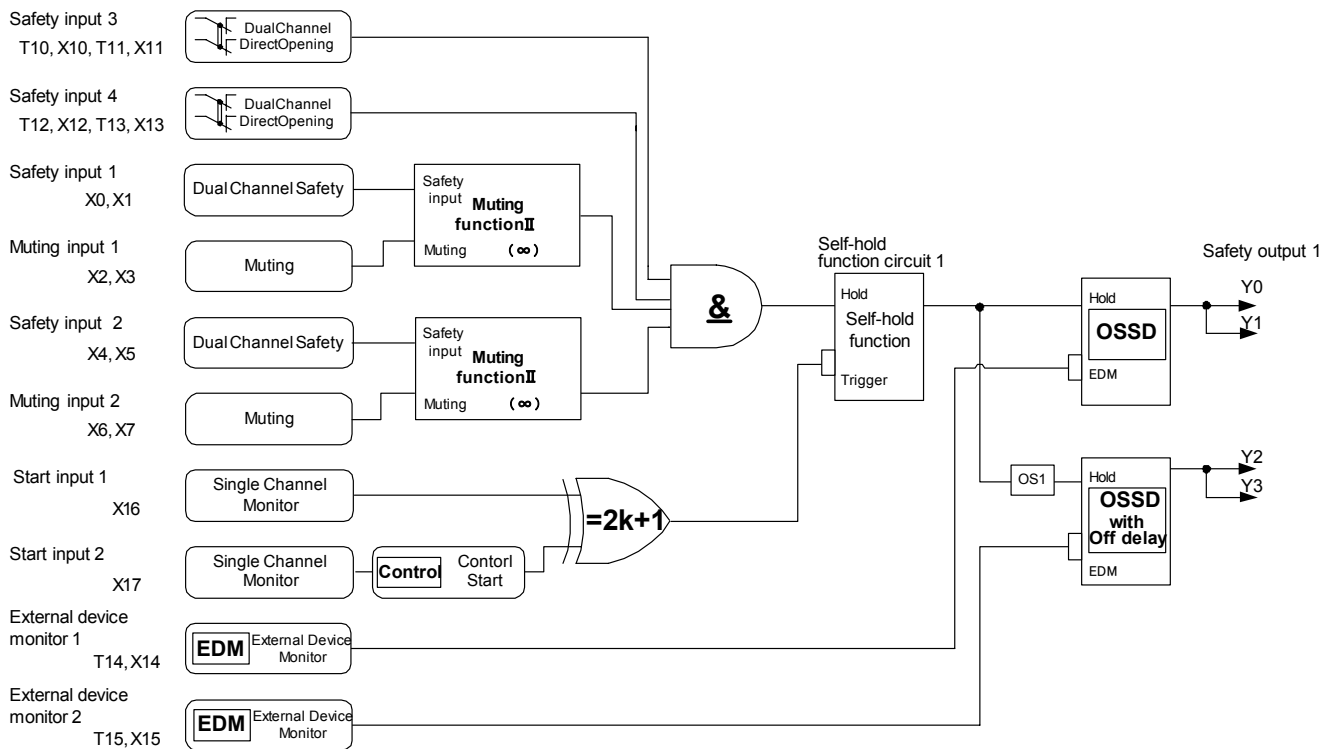 Safety input 3
T10, X10, T11, X11
DualChannel
DirectOpening
Safety input 4
T12, X12, T13, X13
DualChannel
DirectOpening
Safety input 1
X0, X1
Dual Channel Safety
Safety
input
Muting
functionⅡ
Muting
(∞)
Muting input 1
X2, X3
Muting
Safety input 2
X4, X5
Dual Channel Safety
Safety
input
Muting
functionⅡ
Muting
(∞)
Muting input 2
X6, X7
Muting
&
Self-hold
function circuit 1
Hold
Self-hold
function
Trigger
Safety output 1
Hold
OSSD
EDM
Y0
Y1
OS1
Hold
OSSD
with
Off delay
EDM
Y2
Y3
Start input 1
X16
Single Channel
Monitor
=2k+1
Start input 2
X17
Single Channel
Monitor
Control
Contorl
Start
External device
monitor 1
T14, X14
EDM
External Device
Monitor
External device
monitor 2
T15, X15
EDM
External Device
Monitor